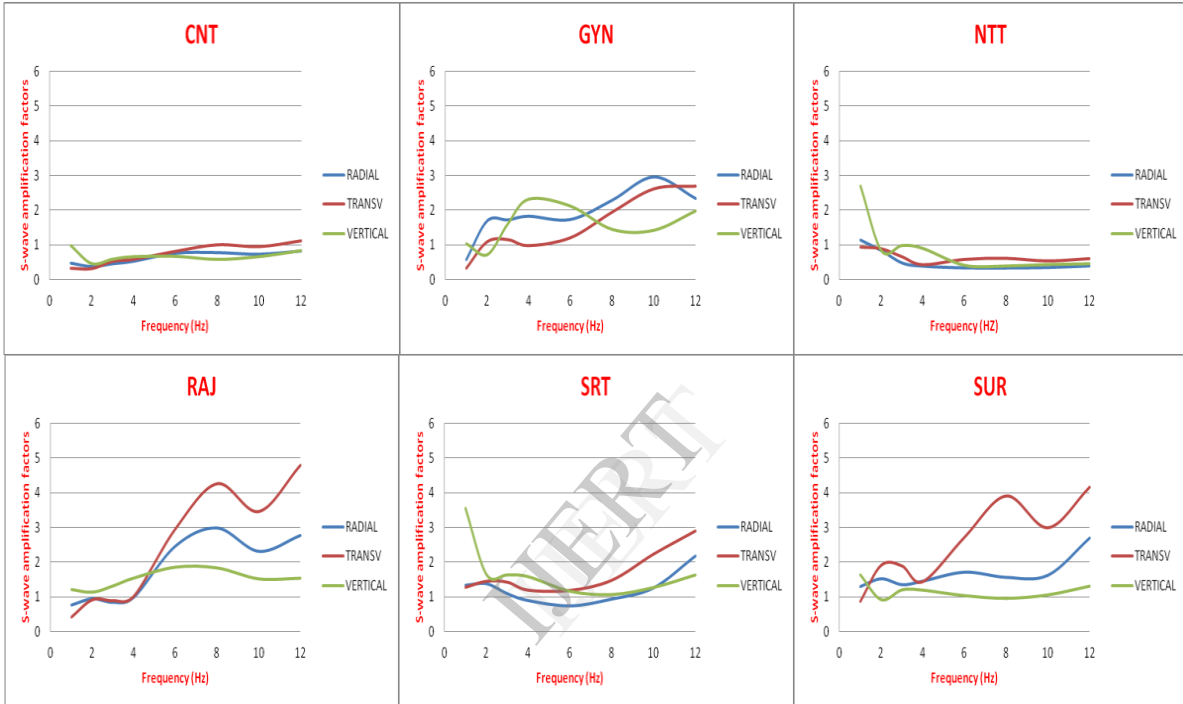 CNT
S-wave amplification factors
6
5
4
3
2
1
0
0 2 4 6 8 10 12
Frequency (Hz)
RADIAL
TRANSV
VERTICAL
GYN
S-wave amplification factors
6
5
4
3
2
1
0
0 2 4 6 8 10 12
Frequency (Hz)
RADIAL
TRANSV
VERTICAL
NTT
S-wave amplification factors
6
5
4
3
2
1
0
0 2 4 6 8 10 12
Frequency (HZ)
RADIAL
TRANSV
VERTICAL
RAJ
S-wave amplification factors
6
5
4
3
2
1
0
0 2 4 6 8 10 12
Frequency (Hz)
RADIAL
TRANSV
VERTICAL
SRT
S-wave amplification factors
6
5
4
3
2
1
0
0 2 4 6 8 10 12
Frequency (Hz)
RADIAL
TRANSV
VERTICAL
IJERT
SUR
S-wave amplification factors
6
5
4
3
2
1
0
0 2 4 6 8 10 12
Frequency (Hz)
RADIAL
TRANSV
VERTICAL